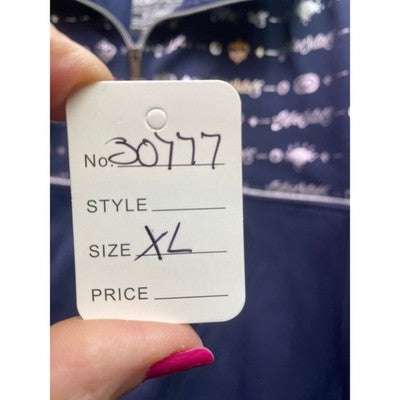 No. 30777
STYLE
SIZE XL
PRICE